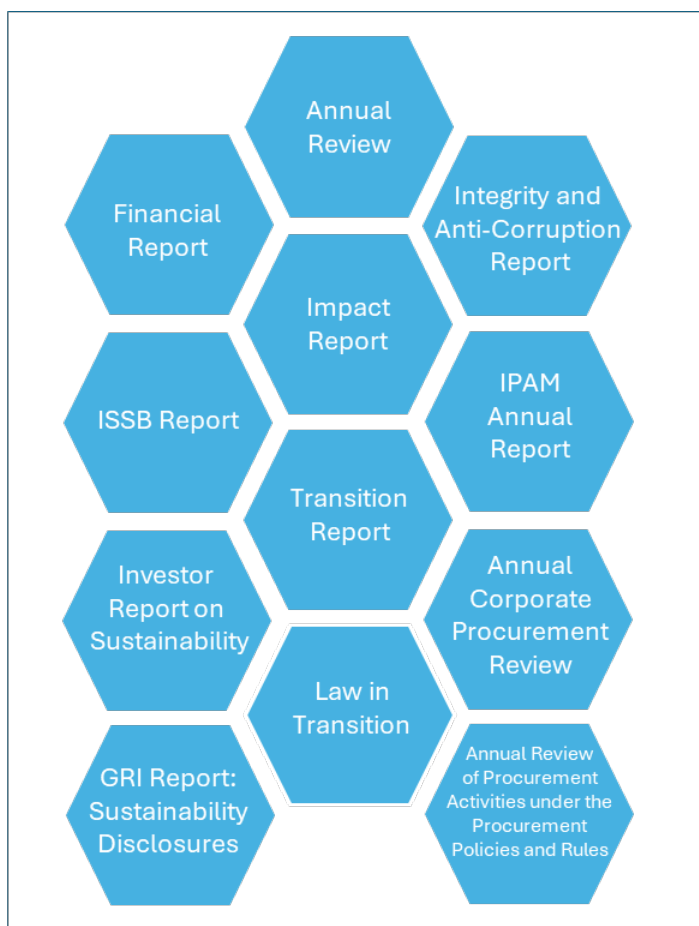 Annual
Review
Financial
Report
Integrity and
Anti-Corruption
Report
Impact
Report
ISSB Report
IPAM
Annual
Report
Transition
Report
Investor
Report on
Sustainability
Annual
Corporate
Procurement
Review
Law in
Transition
GRI Report:
Sustainability
Disclosures
Annual Review
of Procurement
Activities under the
Procurement
Policies and Rules